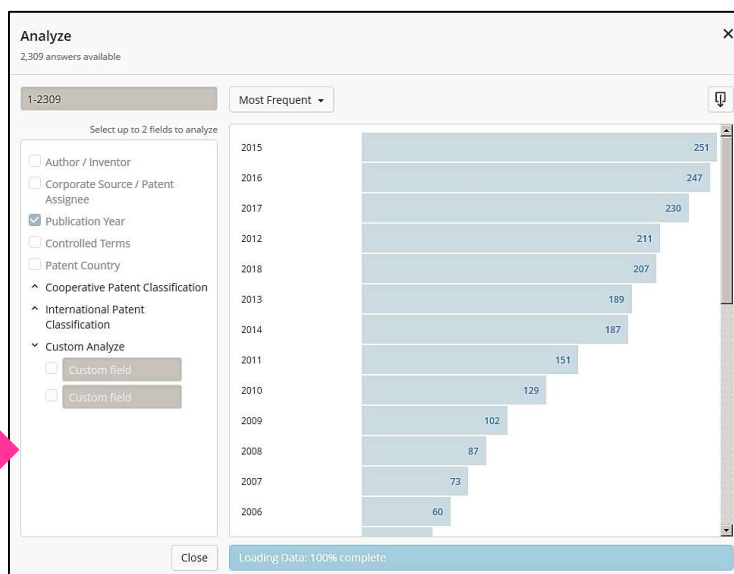 Analyze
2,309 answers available
1-2309
Most Frequent
Select up to 2 fields to analyze
Author / Inventor
Corporate Source / Patent
Assignee
Publication Year
Controlled Terms
Patent Country
Cooperative Patent Classification
International Patent
Classification
Custom Analyze
Custom field
Custom field
2015 251
2016 247
2017 230
2012 211
2018 207
2013 189
2014 187
2011 151
2010 129
2009 102
2008 87
2007 73
2006 60
Close
Loading Data: 100% complete